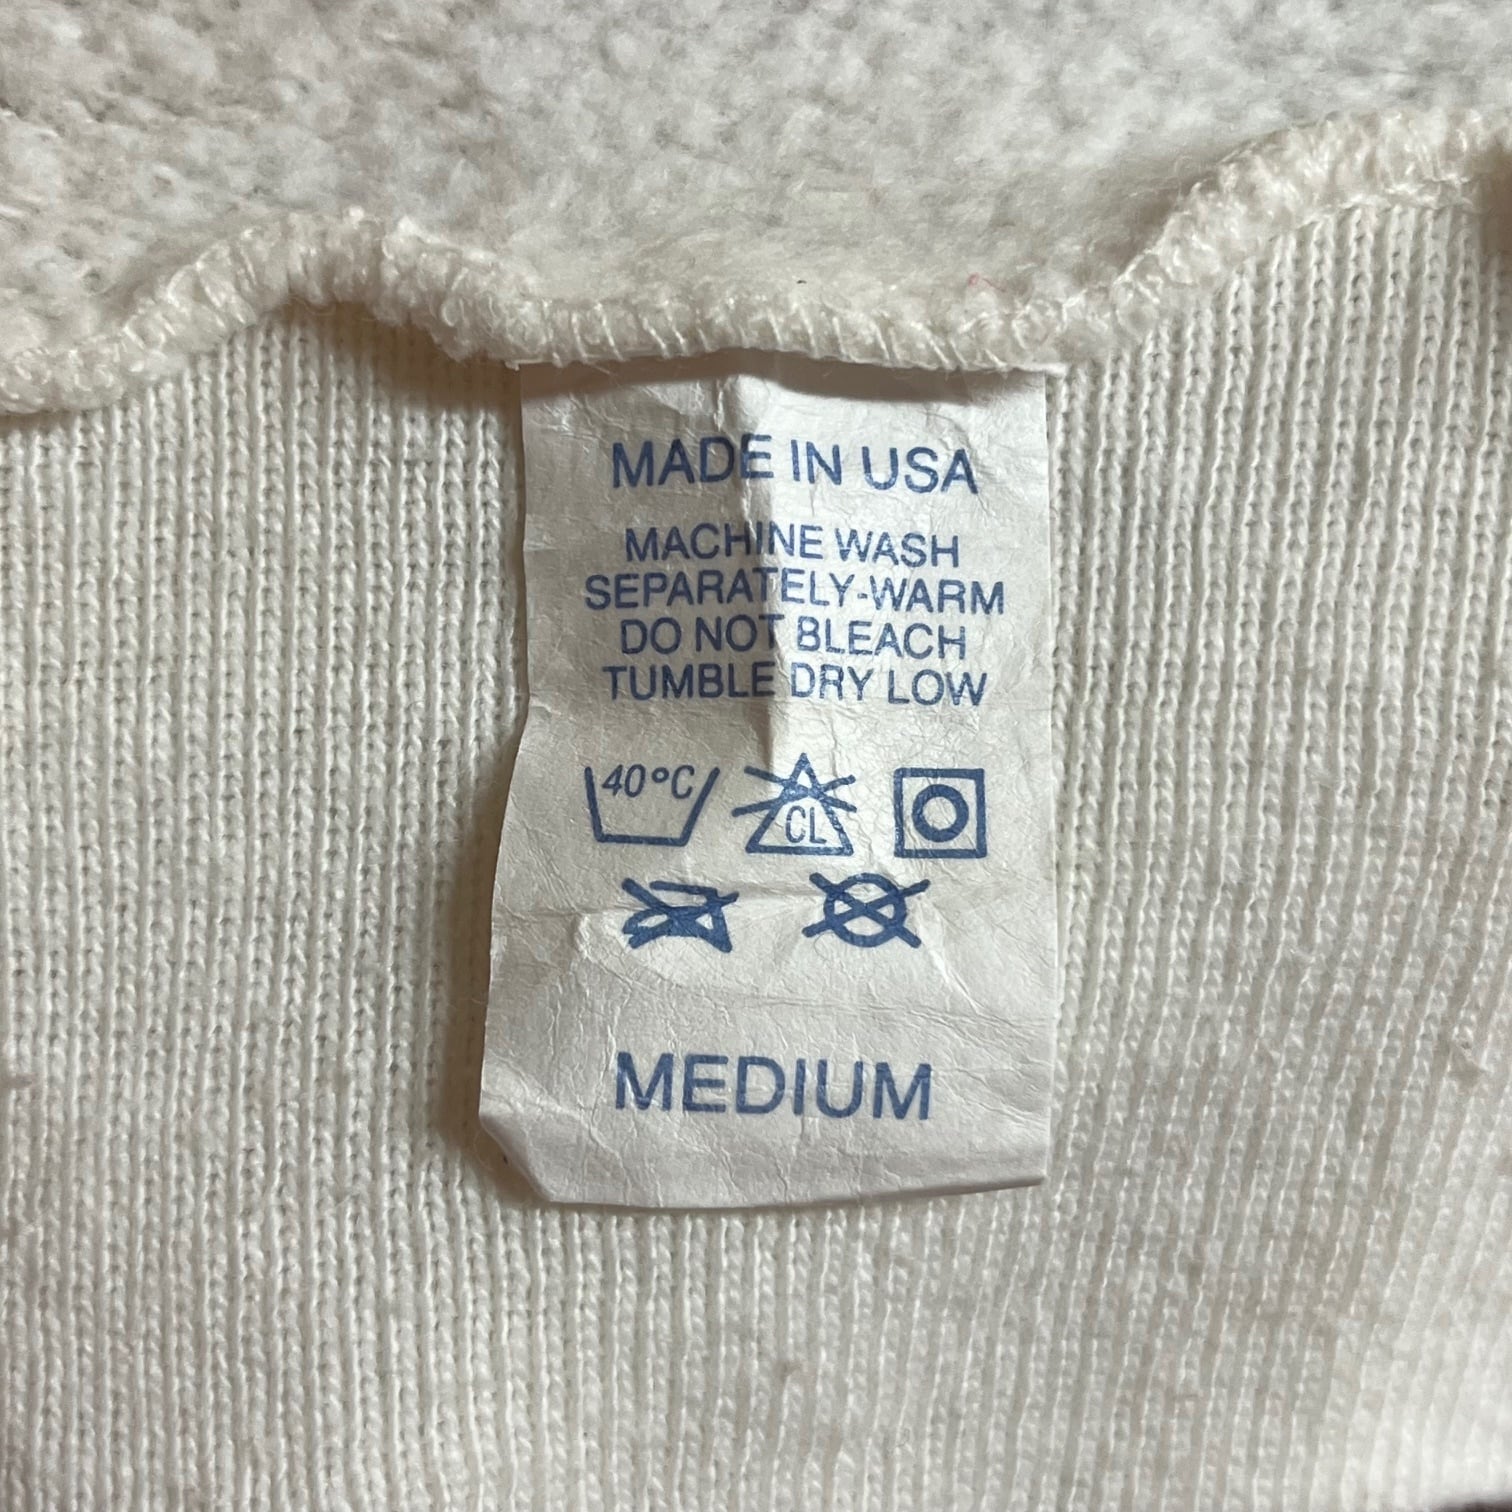 MADE IN USA
MACHINE WASH
SEPARATELY-WARM
DO NOT BLEACH
TUMBLE DRY LOW
40°C CL
MEDIUM